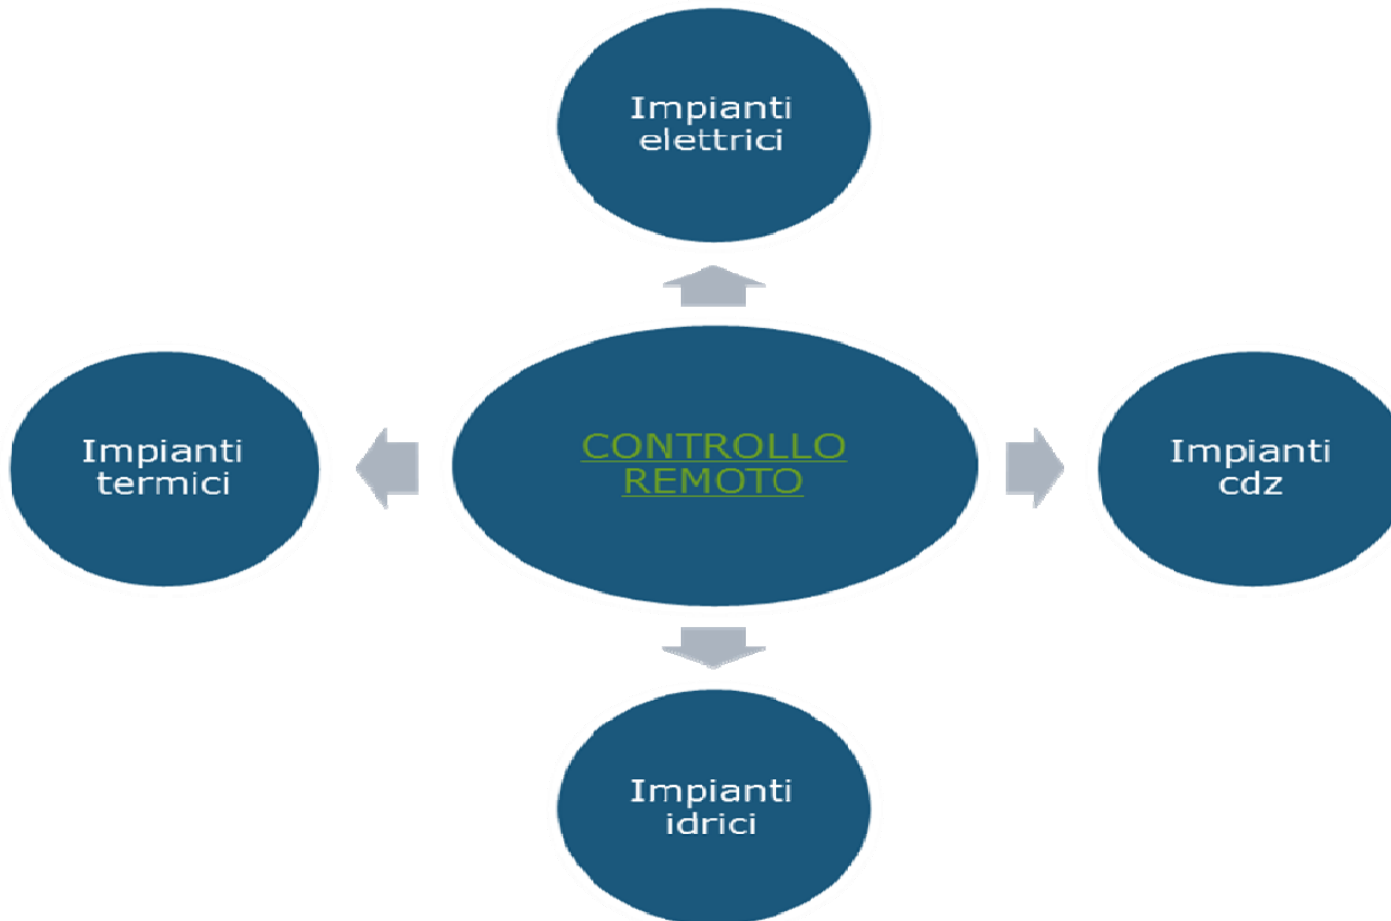 Impianti
elettrici
Impianti
termici
CONTROLLO
REMOTO
Impianti
cdz
Impianti
idrici